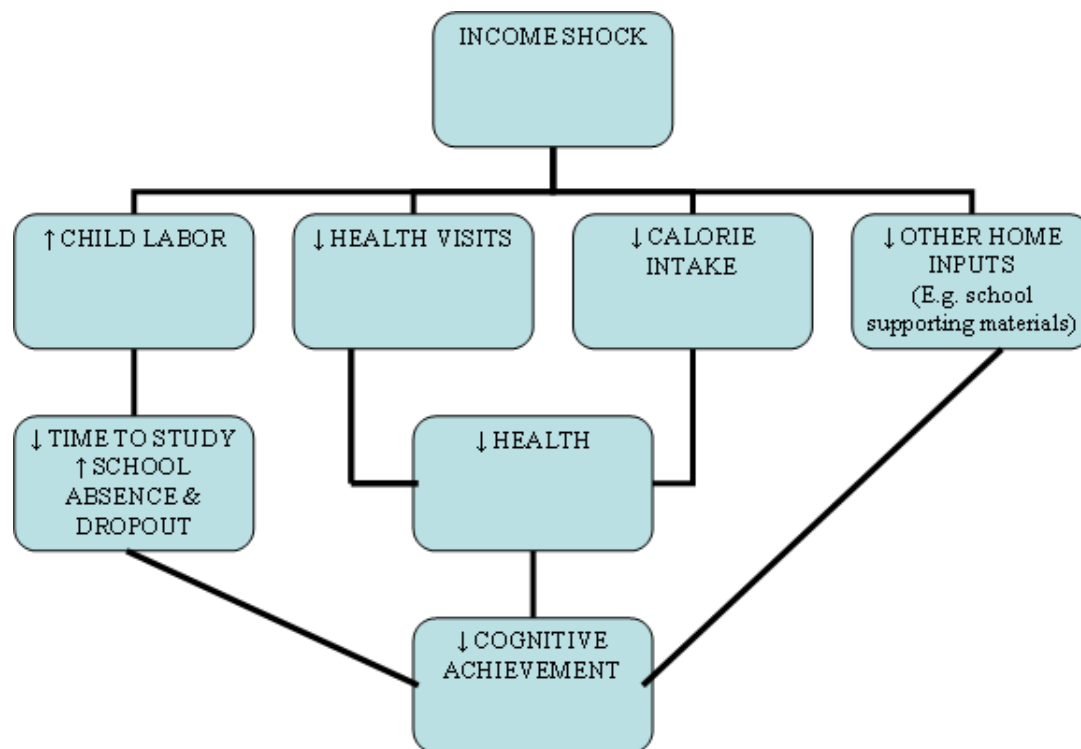 INCOME SHOCK
↑ CHILD LABOR
↓ HEALTH VISITS
↓ CALORIE
INTAKE
↓ OTHER HOME
INPUTS
(E.g. school
supporting materials)
↓ TIME TO STUDY
↑ SCHOOL
ABSENCE &
DROPOUT
↓ HEALTH
↓ COGNITIVE
ACHIEVEMENT